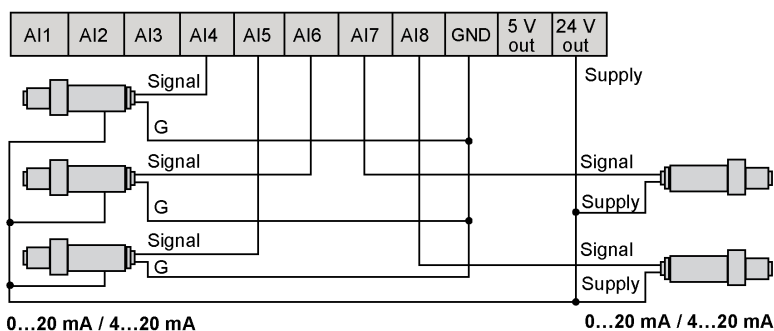 AI1 AI2 AI3 AI4 AI5 AI6 AI7 AI8 GND 5 V out 24 V out
Supply
Signal
G
Signal
G
Signal
G
Signal
Supply
Signal
Supply
0...20 mA / 4...20 mA
0...20 mA / 4...20 mA